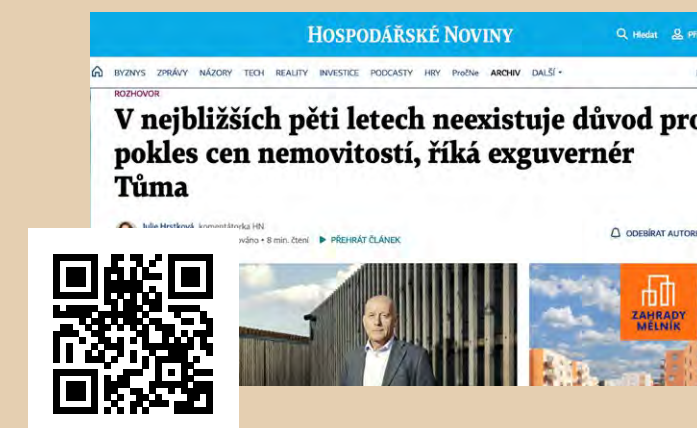 HOSPODÁŘSKÉ NOVINY
Hledat
BYZNYS ZPRÁVY NÁZORY TECH REALITY INVESTICE PODCASTY HRY PročNe ARCHIV DALŠÍ
ROZHOVOR
V nejbližších pěti letech neexistuje důvod pro
pokles cen nemovitostí, říká exguvernér
Tůma
Julie Hrstková komentátorka HN
8 min. čtení PŘEHRÁT ČLÁNEK
ODEBÍRAT
ZAHRADY
MĚLNÍK